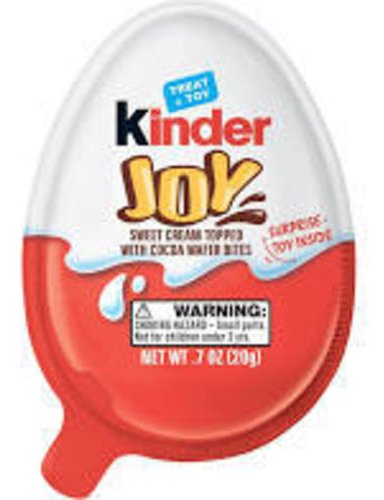 TREAT
+ TOY
kinder
JOY
SWEET CREAM TOPPED
WITH COCOA WAFER BITES
SURPRISE
TOY INSIDE
WARNING:
CHOKING HAZARD - Small parts.
Not for children under 3 yrs.
NET WT .7 OZ (20g)